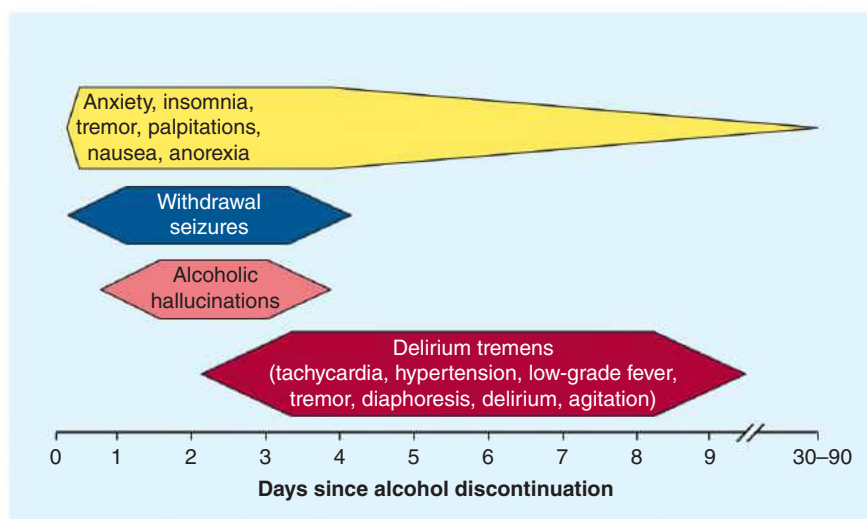 Anxiety, insomnia,
tremor, palpitations,
nausea, anorexia
Withdrawal
seizures
Alcoholic
hallucinations
Delirium tremens
(tachycardia, hypertension, low-grade fever,
tremor, diaphoresis, delirium, agitation)
0 1 2 3 4 5 6 7 8 9 30–90
Days since alcohol discontinuation